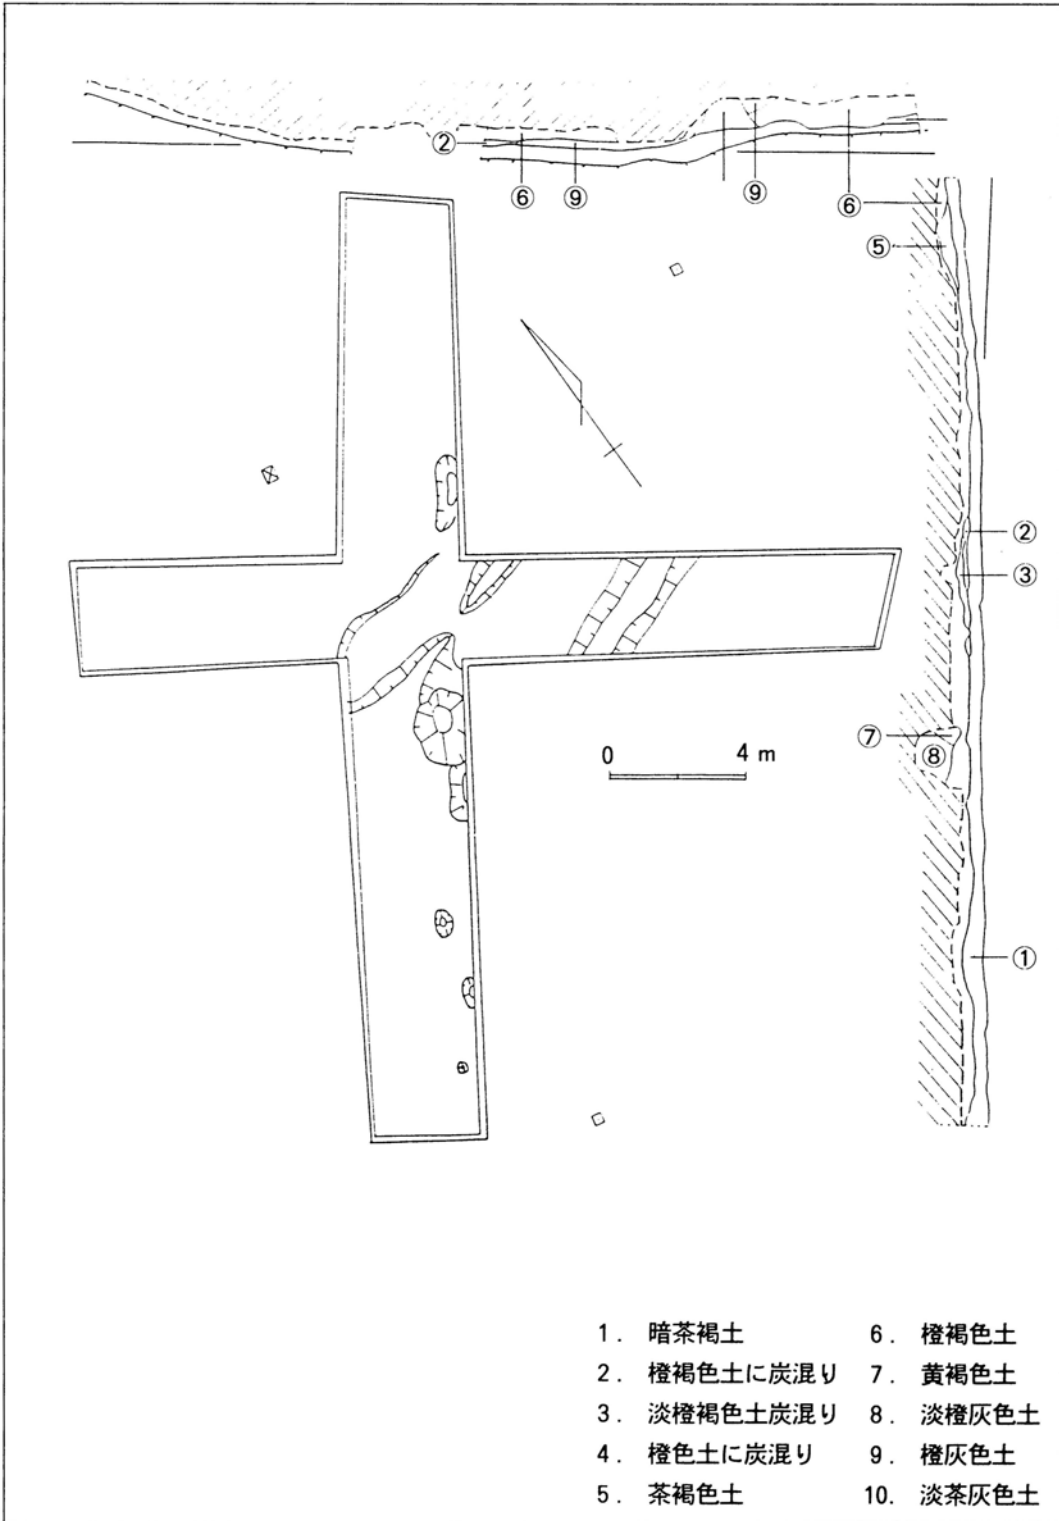 ②
⑥ ⑨ ⑨ ⑥
⑤
②
③
⑦
⑧
0 4 m
①
1. 暗茶褐土
2. 橙褐色土に炭混り
3. 淡橙褐色土炭混り
4. 橙色土に炭混り
5. 茶褐色土
6. 橙褐色土
7. 黄褐色土
8. 淡橙灰色土
9. 橙灰色土
10. 淡茶灰色土